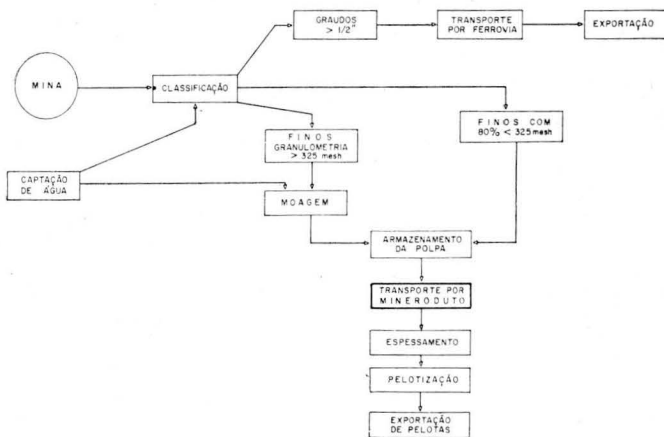 GRAUDOS
> 1/2"
TRANSPORTE
POR FERROVIA
EXPORTAÇÃO
MINA
CLASSIFICAÇÃO
FINOS
GRANULOMETRIA
> 325 mesh
FINOS COM
80% < 325 mesh
CAPTAÇÃO
DE ÁGUA
MOAGEM
ARMAZENAMENTO
DA POLPA
TRANSPORTE POR
MINERODUTO
ESPESSAMENTO
PELOTIZAÇÃO
EXPORTAÇÃO
DE PELOTAS